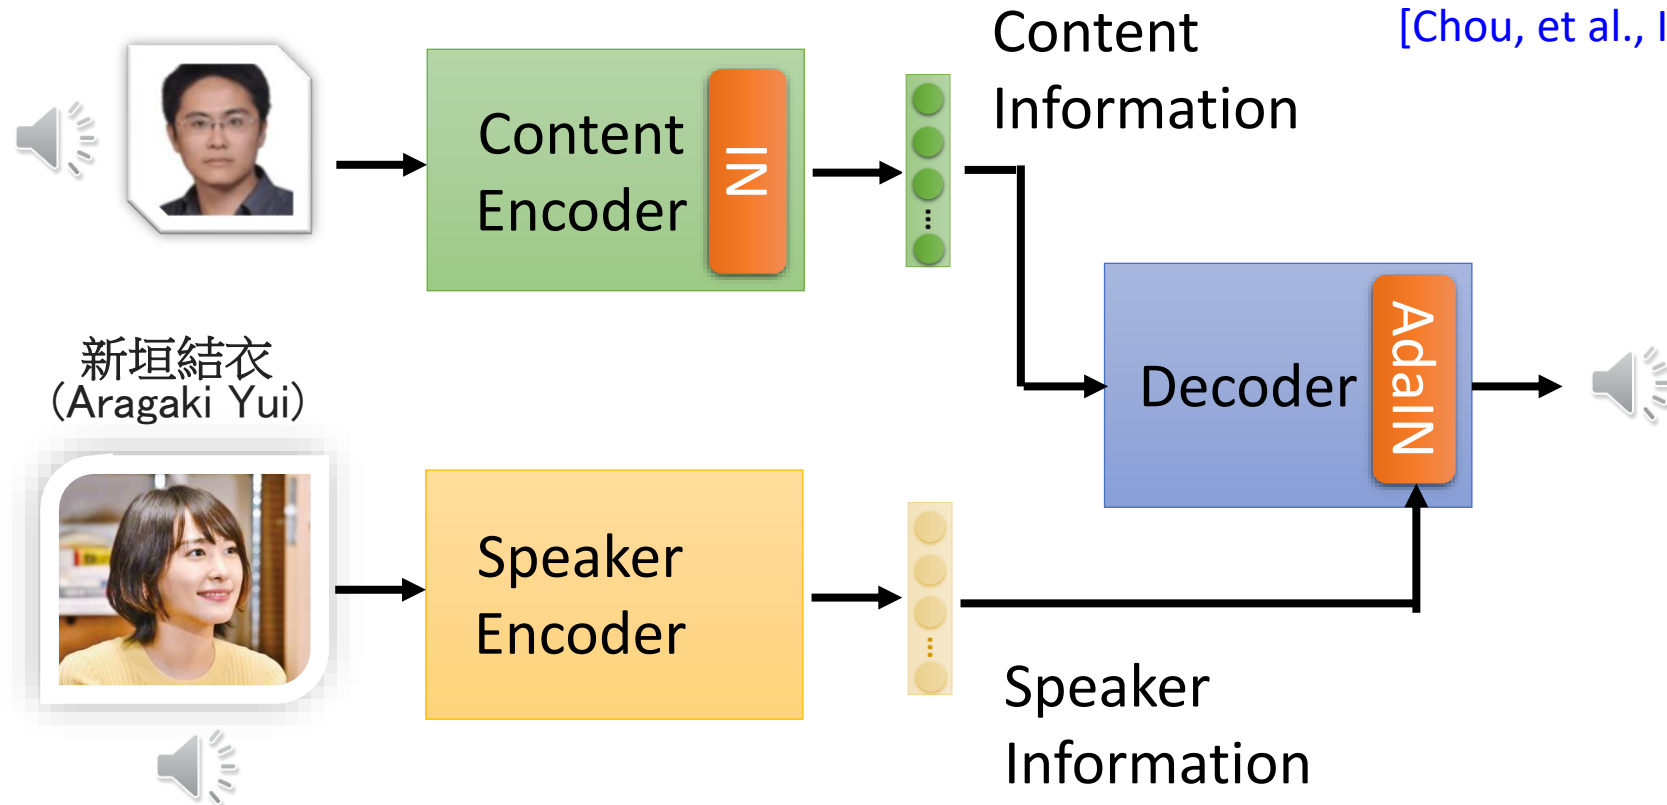 Content
Information
[Chou, et al., I
Content
Encoder
IN
新垣結衣
(Aragaki Yui)
Decoder
AdaIN
Speaker
Encoder
Speaker
Information